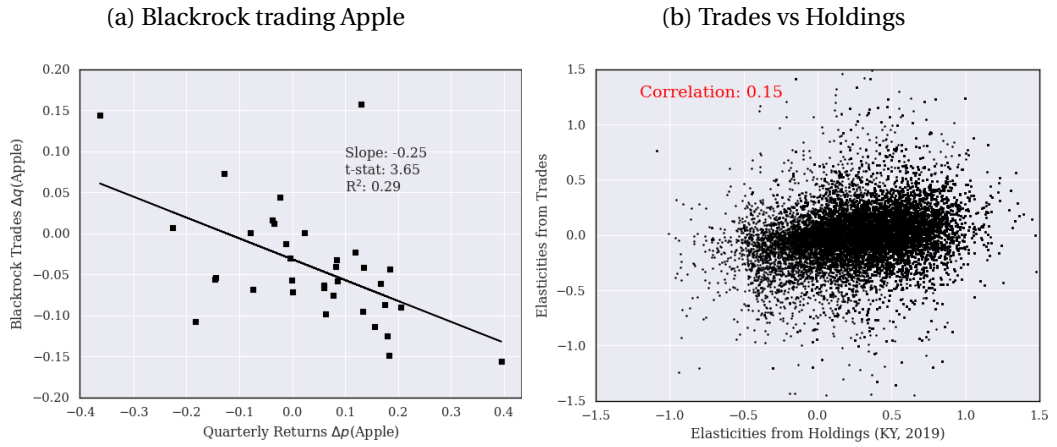 (a) Blackrock trading Apple
Blackrock Trades Δq(Apple)
0.20
0.15
0.10
0.05
0.00
−0.05
−0.10
−0.15
−0.20
Slope: -0.25
t-stat: 3.65
R²: 0.29
−0.4 −0.3 −0.2 −0.1 0.0 0.1 0.2 0.3 0.4
Quarterly Returns Δp(Apple)
(b) Trades vs Holdings
Elasticities from Trades
1.5
1.0
0.5
0.0
−0.5
−1.0
−1.5
Correlation: 0.15
−1.5 −1.0 −0.5 0.0 0.5 1.0 1.5
Elasticities from Holdings (KY, 2019)